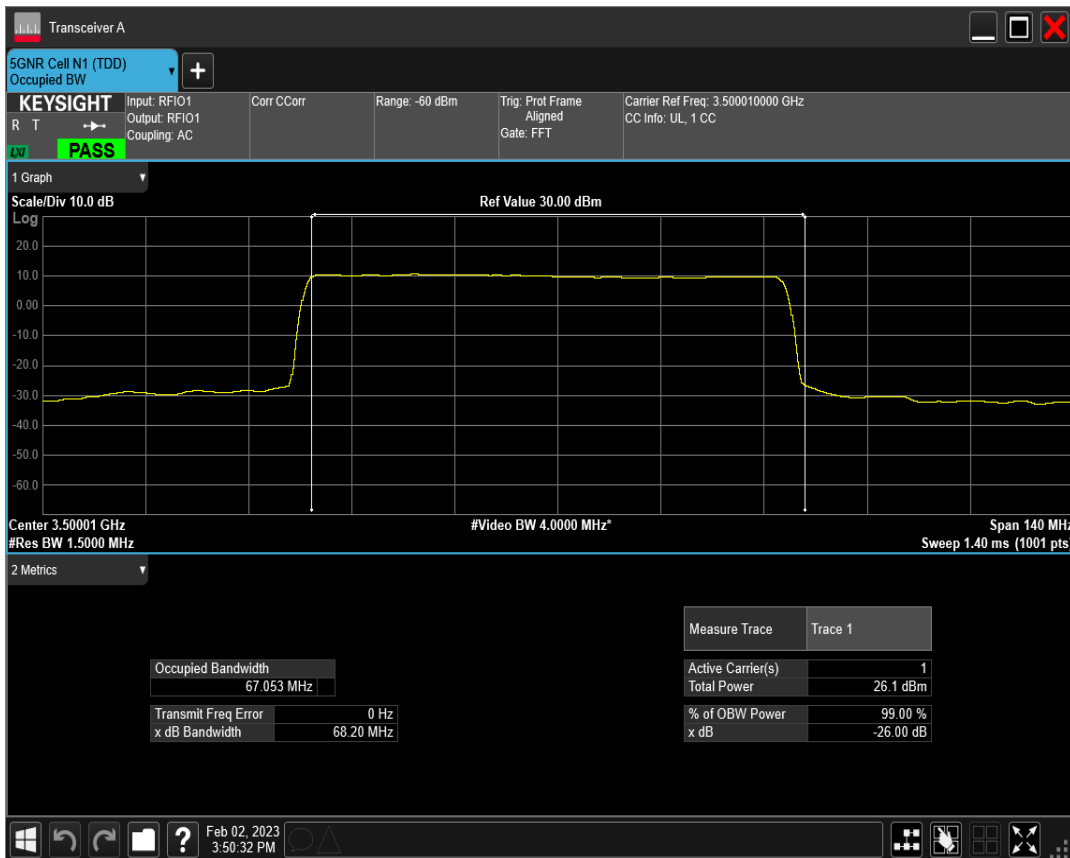 Transceiver A
5GNR Cell N1 (TDD)
Occupied BW
+
KEYSIGHT
R T
LXI
PASS
Input: RFIO1
Output: RFIO1
Coupling: AC
Corr CCorr
Range: -60 dBm
Trig: Prot Frame
Aligned
Gate: FFT
Carrier Ref Freq: 3.500010000 GHz
CC Info: UL, 1 CC
1 Graph
Scale/Div 10.0 dB
Ref Value 30.00 dBm
Log
20.0
10.0
0.00
-10.0
-20.0
-30.0
-40.0
-50.0
-60.0
Center 3.50001 GHz
#Video BW 4.0000 MHz*
Span 140 MHz
#Res BW 1.5000 MHz
Sweep 1.40 ms (1001 pts)
2 Metrics
Measure Trace Trace 1
Occupied Bandwidth
67.053 MHz
Active Carrier(s) 1
Total Power 26.1 dBm
Transmit Freq Error 0 Hz
x dB Bandwidth 68.20 MHz
% of OBW Power 99.00 %
x dB -26.00 dB
?
Feb 02, 2023
3:50:32 PM